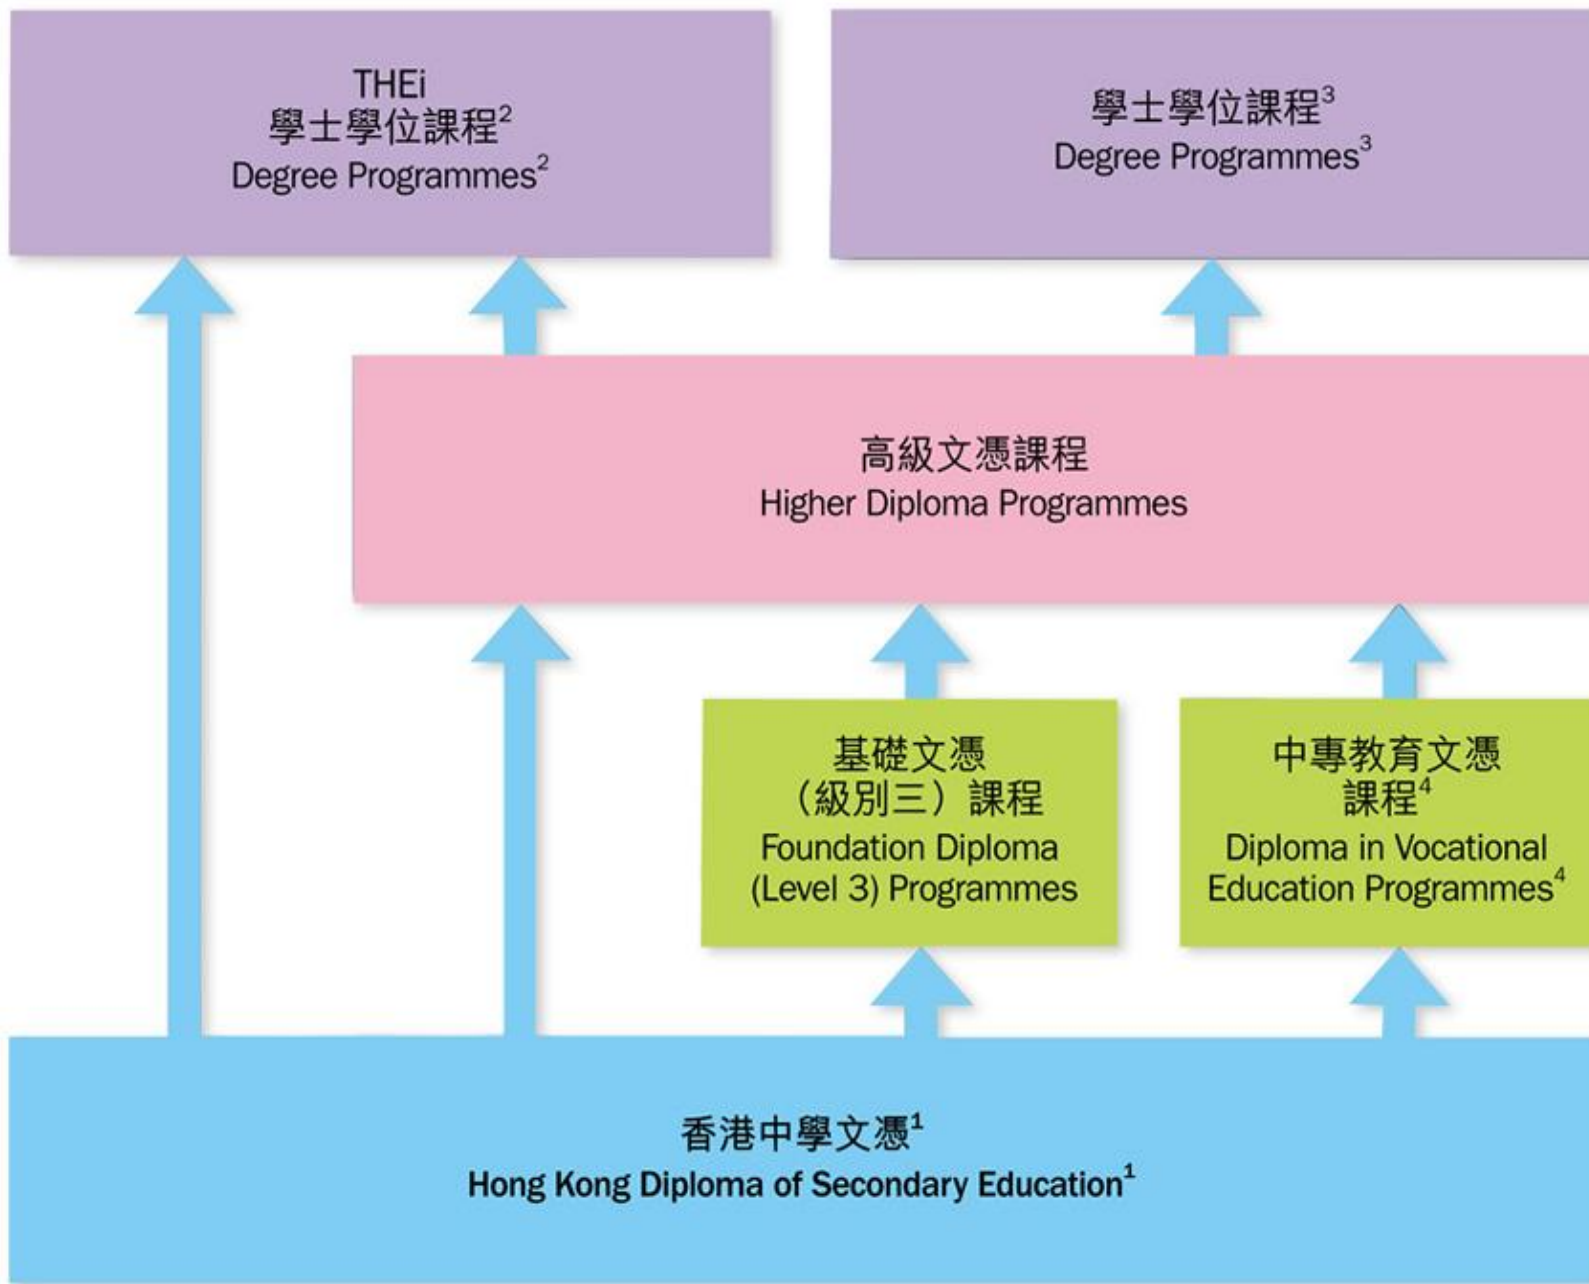 THEi
學士學位課程²
Degree Programmes²
學士學位課程³
Degree Programmes³
高級文憑課程
Higher Diploma Programmes
基礎文憑
（級別三）課程
Foundation Diploma
(Level 3) Programmes
中專教育文憑
課程⁴
Diploma in Vocational
Education Programmes⁴
香港中學文憑¹
Hong Kong Diploma of Secondary Education¹